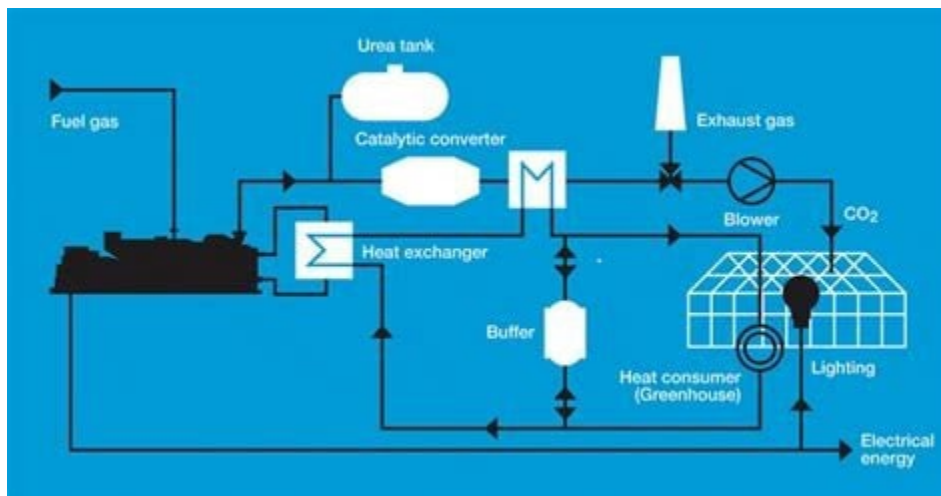 Urea tank
Fuel gas
Catalytic converter
Exhaust gas
Blower
CO₂
Heat exchanger
Buffer
Heat consumer
(Greenhouse)
Lighting
Electrical
energy